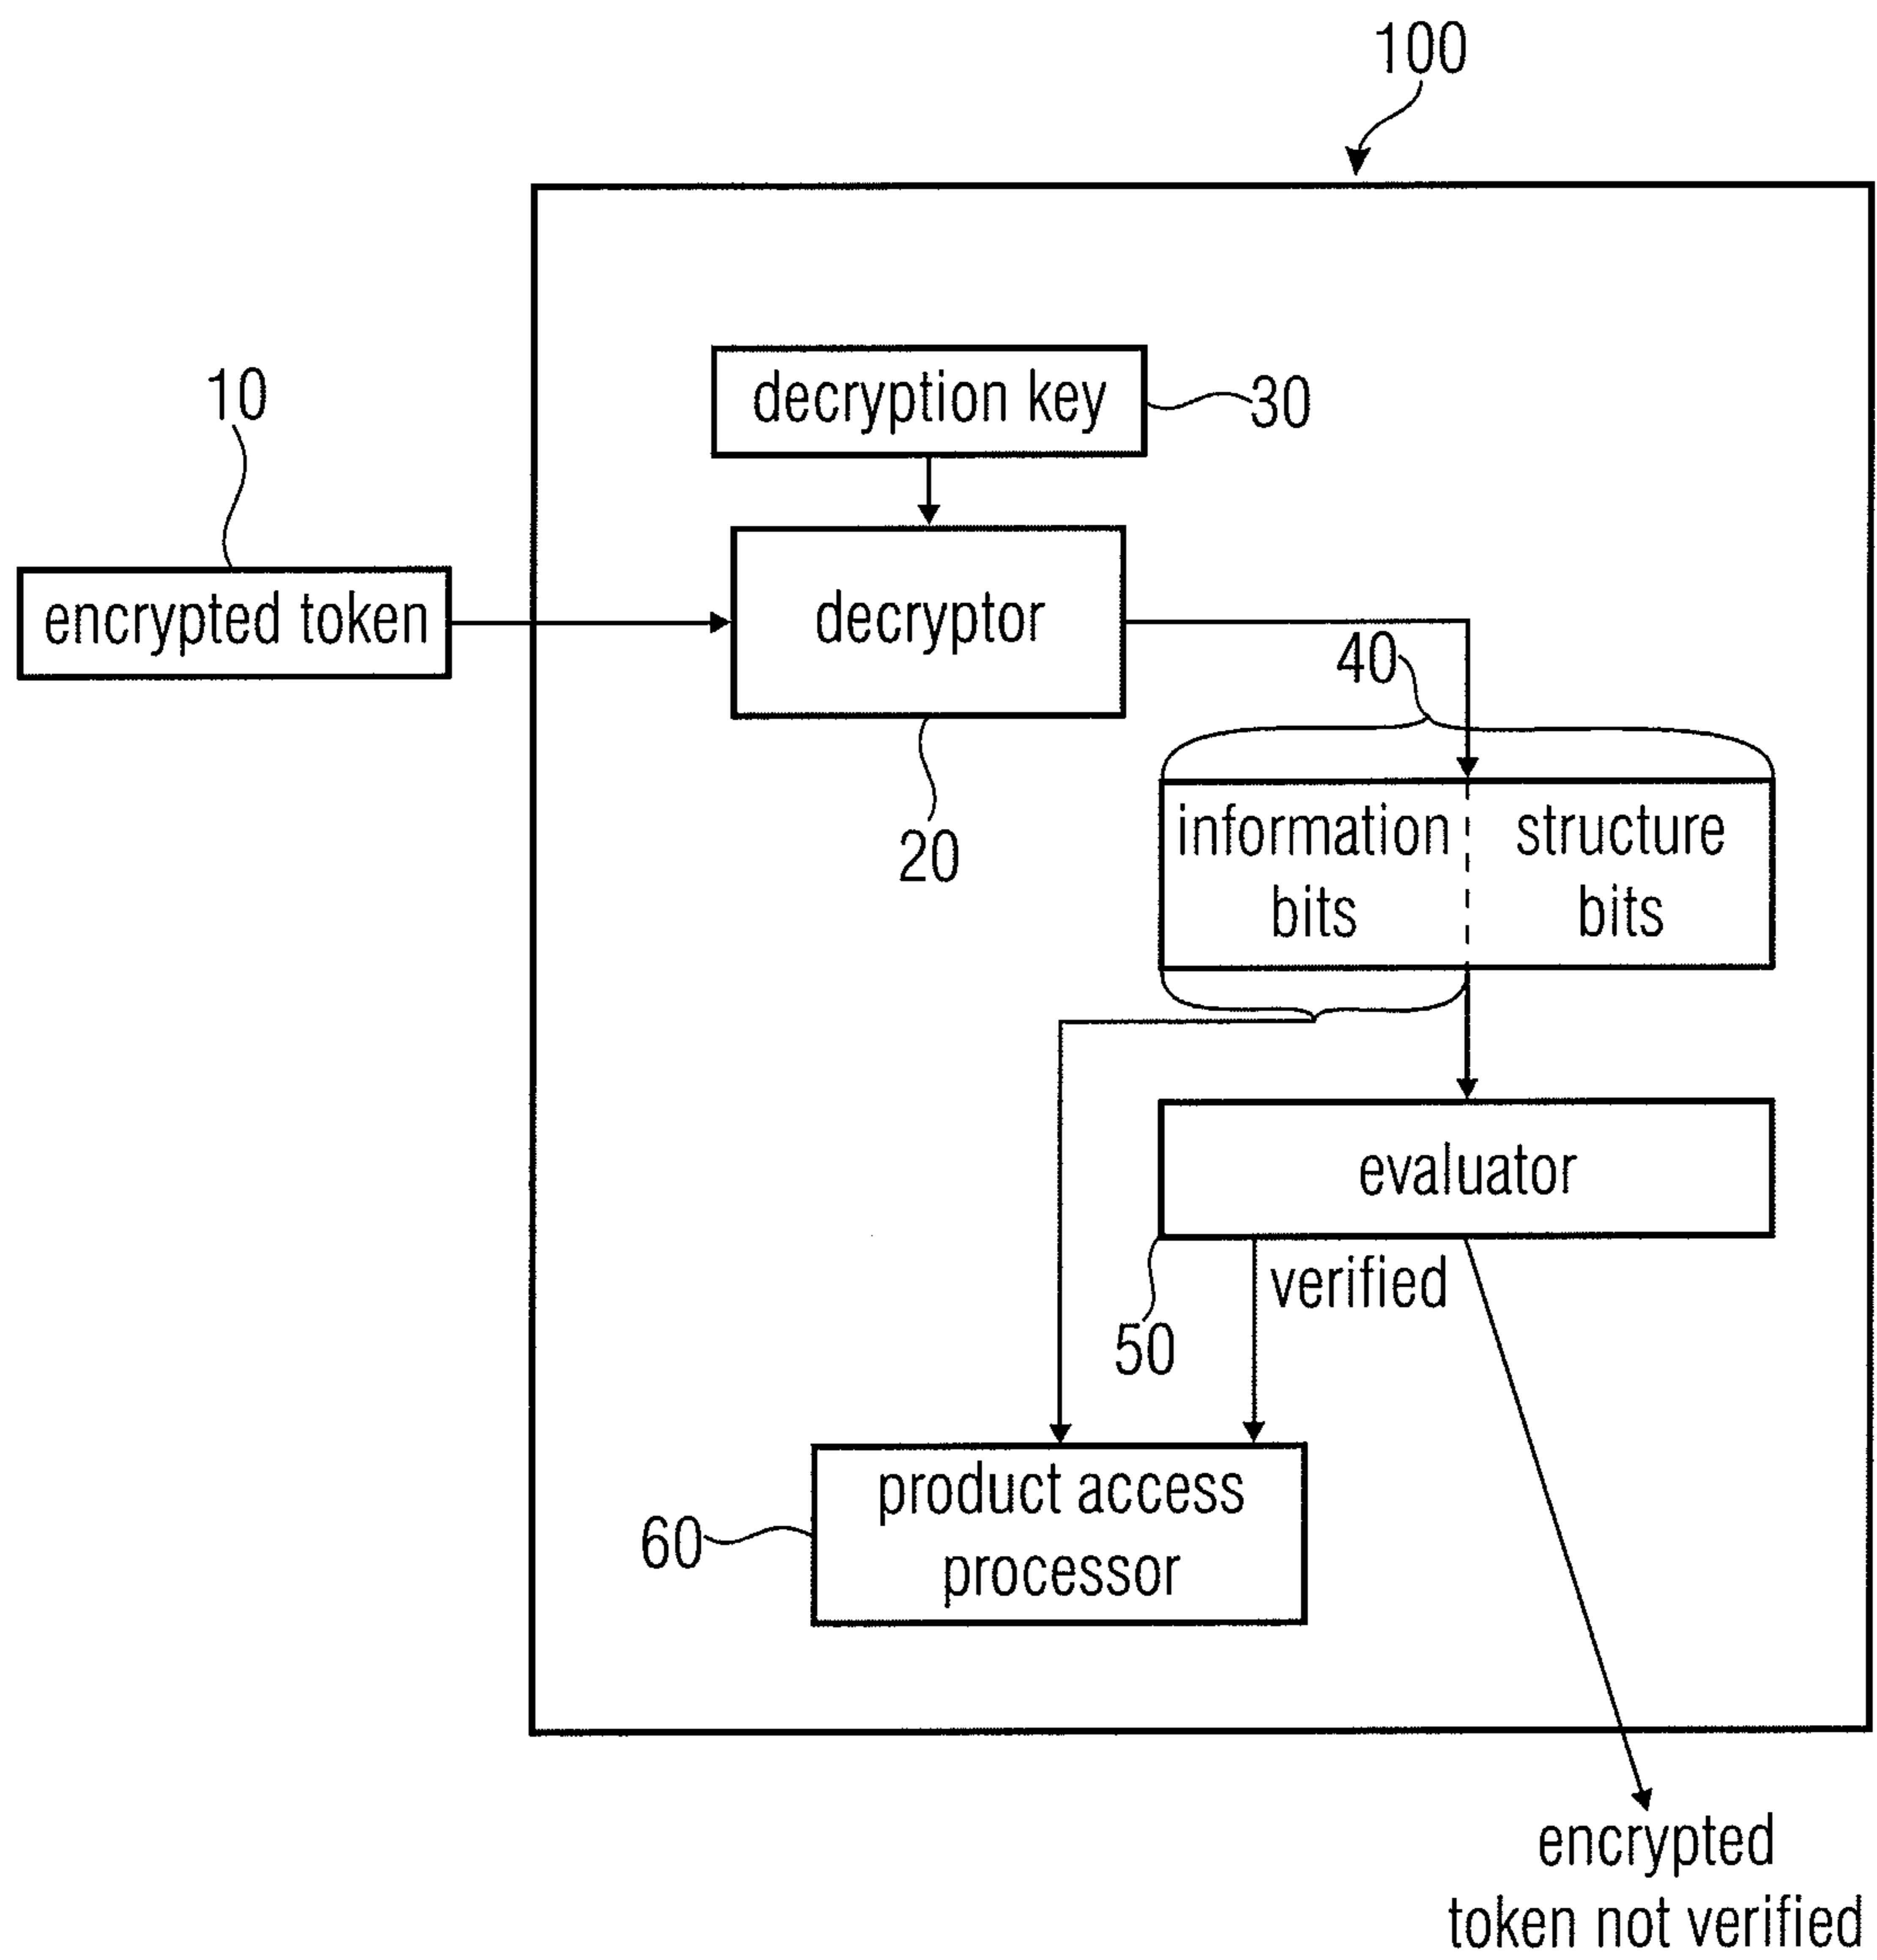 100
10
decryption key
30
encrypted token
decryptor
40
20
information
bits
structure
bits
evaluator
verified
50
product access
processor
60
encrypted
token not verified